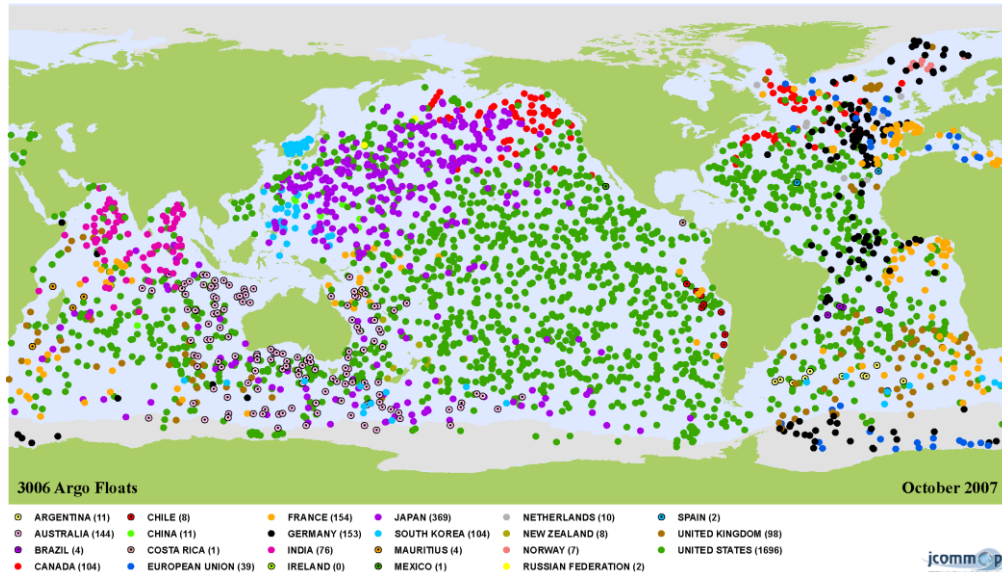 3006 Argo Floats
October 2007
ARGENTINA (11)
AUSTRALIA (144)
BRAZIL (4)
CANADA (104)
CHILE (8)
CHINA (11)
COSTA RICA (1)
EUROPEAN UNION (39)
FRANCE (154)
GERMANY (153)
INDIA (76)
IRELAND (0)
JAPAN (369)
SOUTH KOREA (104)
MAURITIUS (4)
MEXICO (1)
NETHERLANDS (10)
NEW ZEALAND (8)
NORWAY (7)
RUSSIAN FEDERATION (2)
SPAIN (2)
UNITED KINGDOM (98)
UNITED STATES (1696)
jcommop